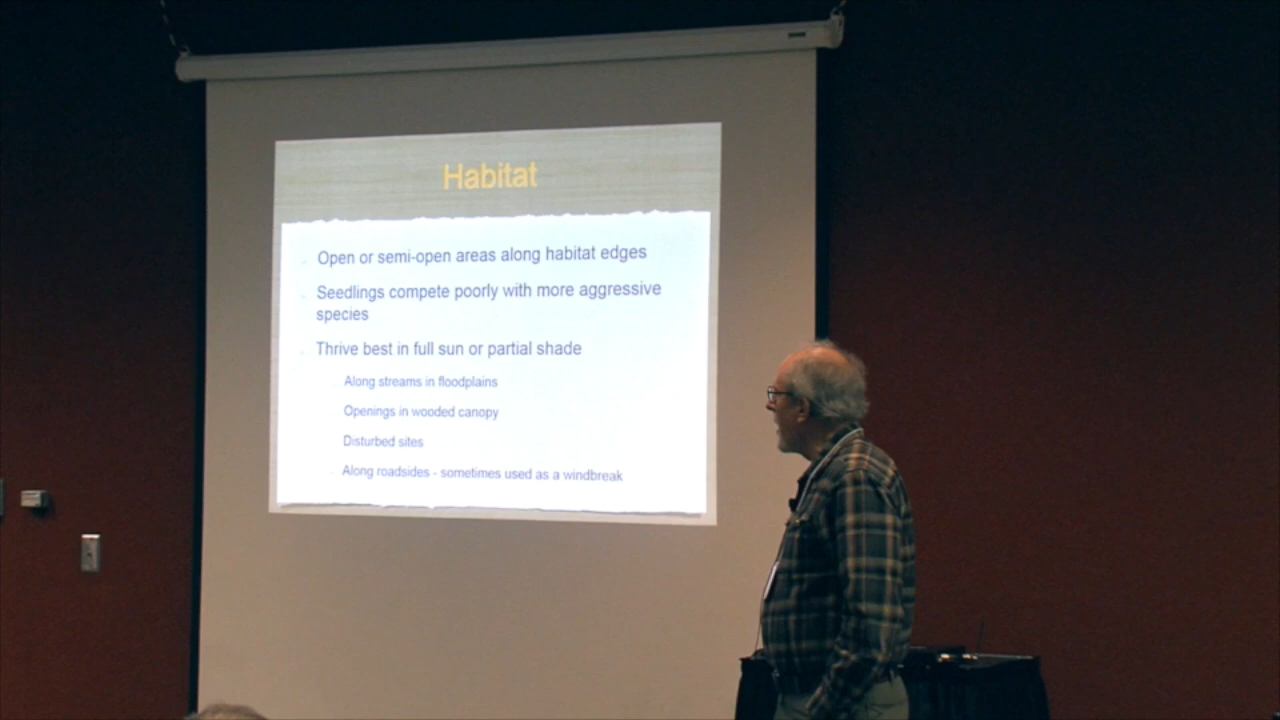 Habitat
Open or semi-open areas along habitat edges
Seedlings compete poorly with more aggressive
species
Thrive best in full sun or partial shade
Along streams in floodplains
Openings in wooded canopy
Disturbed sites
Along roadsides - sometimes used as a windbreak